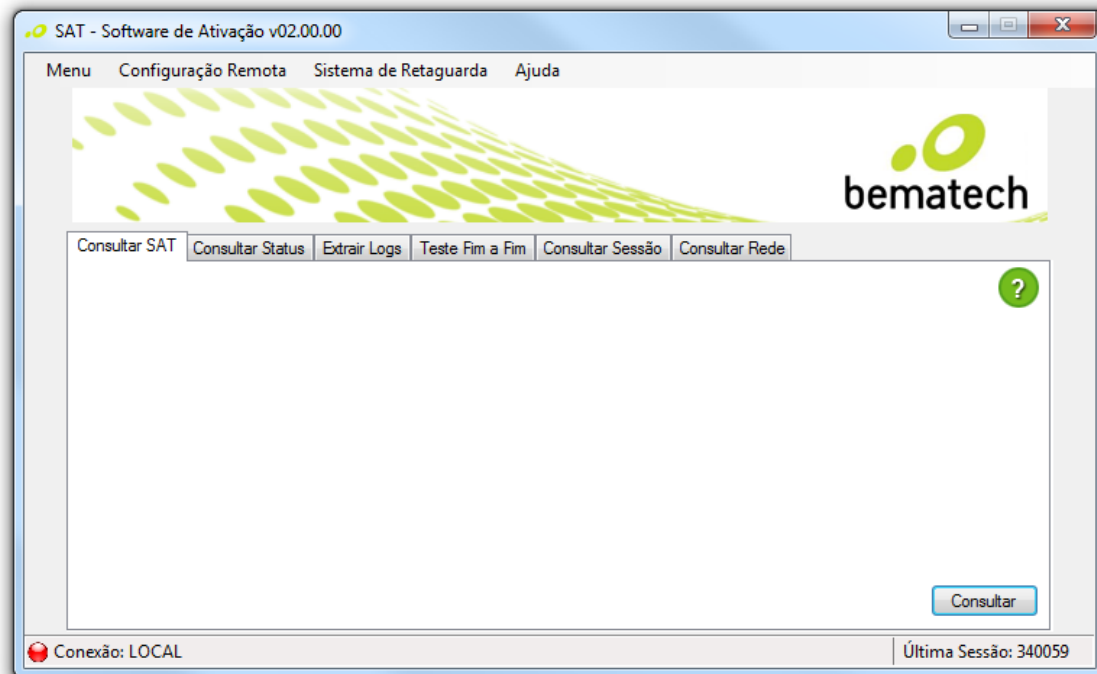 SAT - Software de Ativação v02.00.00
Menu Configuração Remota Sistema de Retaguarda Ajuda
bematech
Consultar SAT Consultar Status Extrair Logs Teste Fim a Fim Consultar Sessão Consultar Rede
?
Consultar
Conexão: LOCAL Última Sessão: 340059